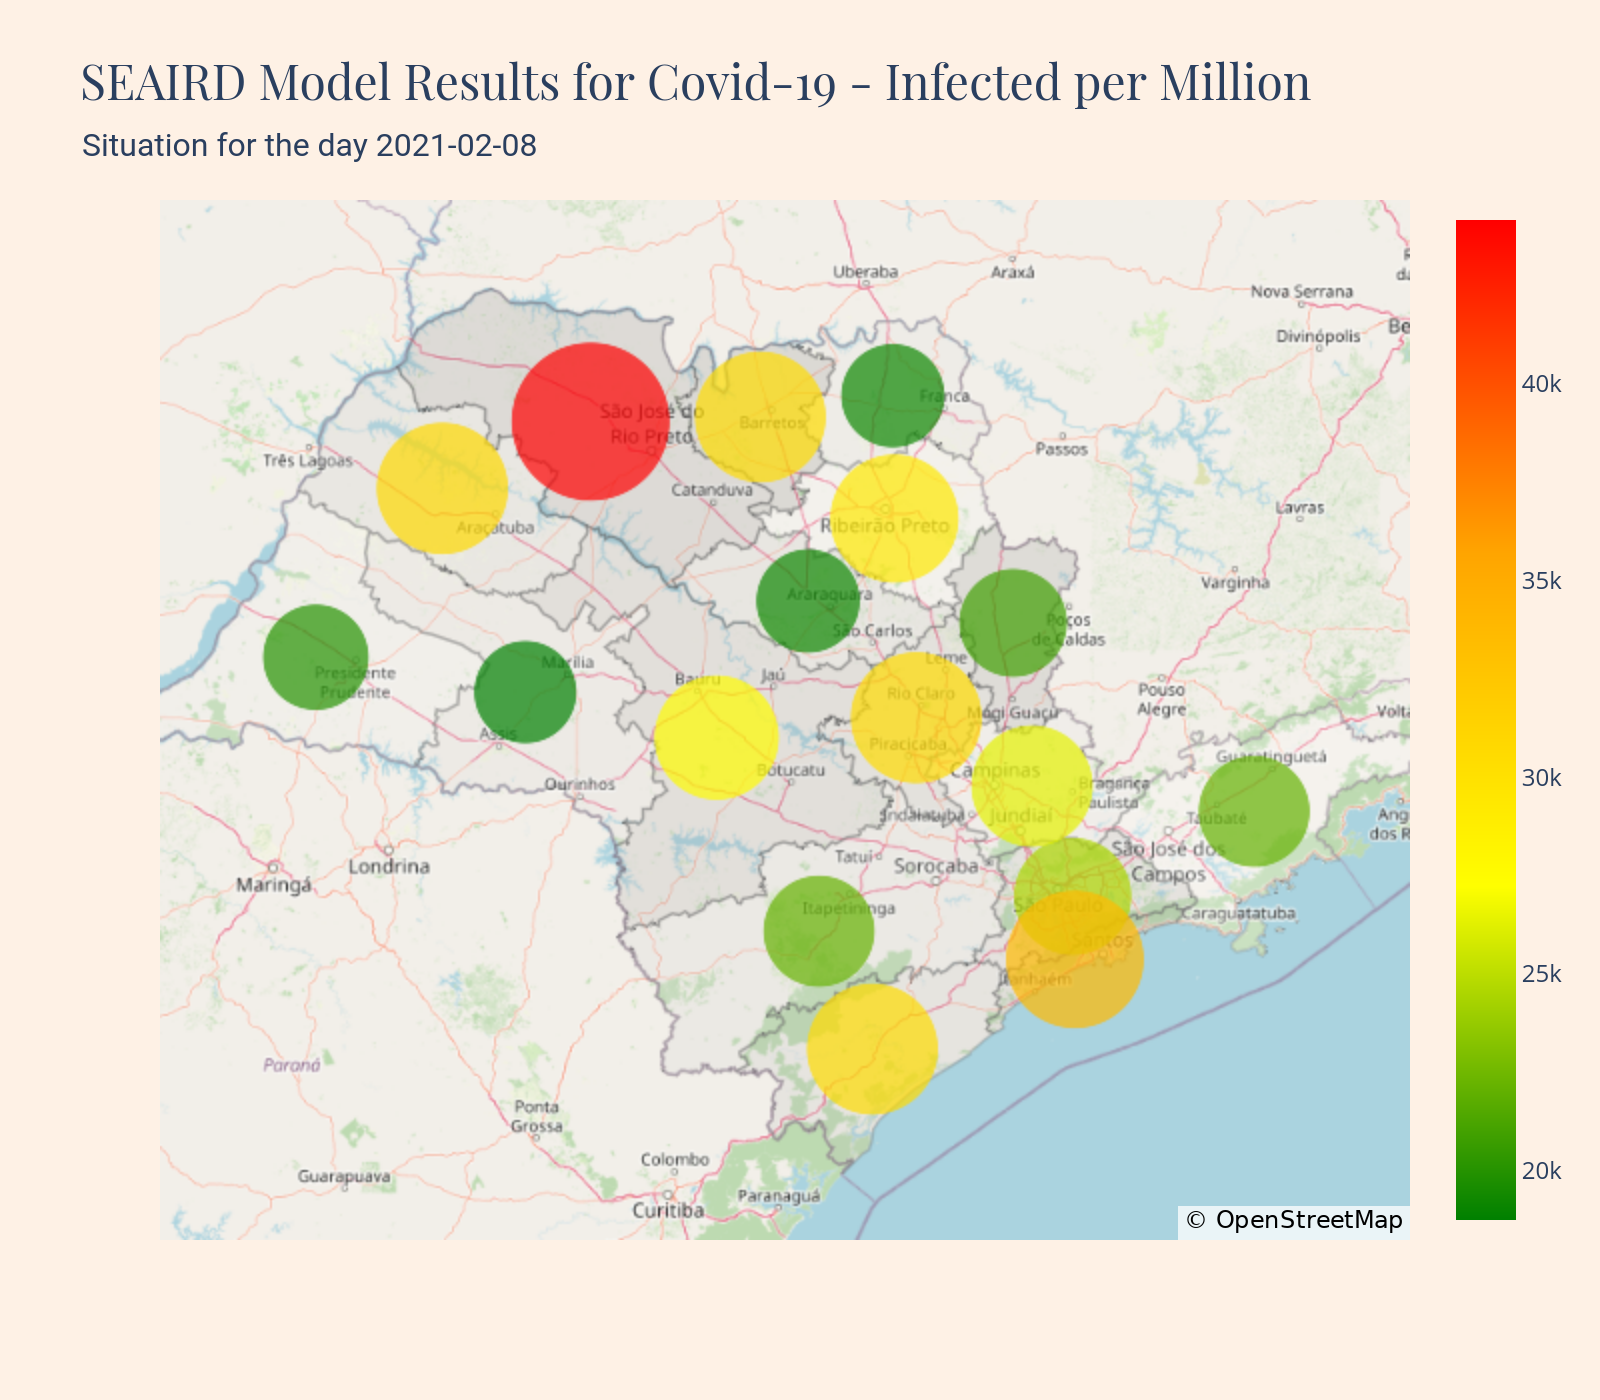 SEAIRD Model Results for Covid-19 - Infected per Million
Situation for the day 2021-02-08
Uberaba
Araxá
Nova Serrana
Divinópolis
40k
Franca
São José do
Rio Preto
Barretos
Passos
Três Lagoas
Catanduva
Lavras
Araçatuba
Ribeirão Preto
35k
Varginha
Araraquara
Poços
de Caldas
São Carlos
Leme
Marília
Presidente
Prudente
Bauru
Jaú
Rio Claro
Pouso
Alegre
Mogi Guaçu
Assis
Piracicaba
Guaratinguetá
30k
Campinas
Botucatu
Ourinhos
Bragança
Paulista
Indaiatuba
Jundiaí
Taubaté
São José dos
Campos
Tatuí
Sorocaba
Londrina
Maringá
Itapetininga
São Paulo
Caraguatatuba
Santos
25k
Paraná
Ponta
Grossa
Colombo
Guarapuava
20k
Paranaguá
Curitiba
© OpenStreetMap